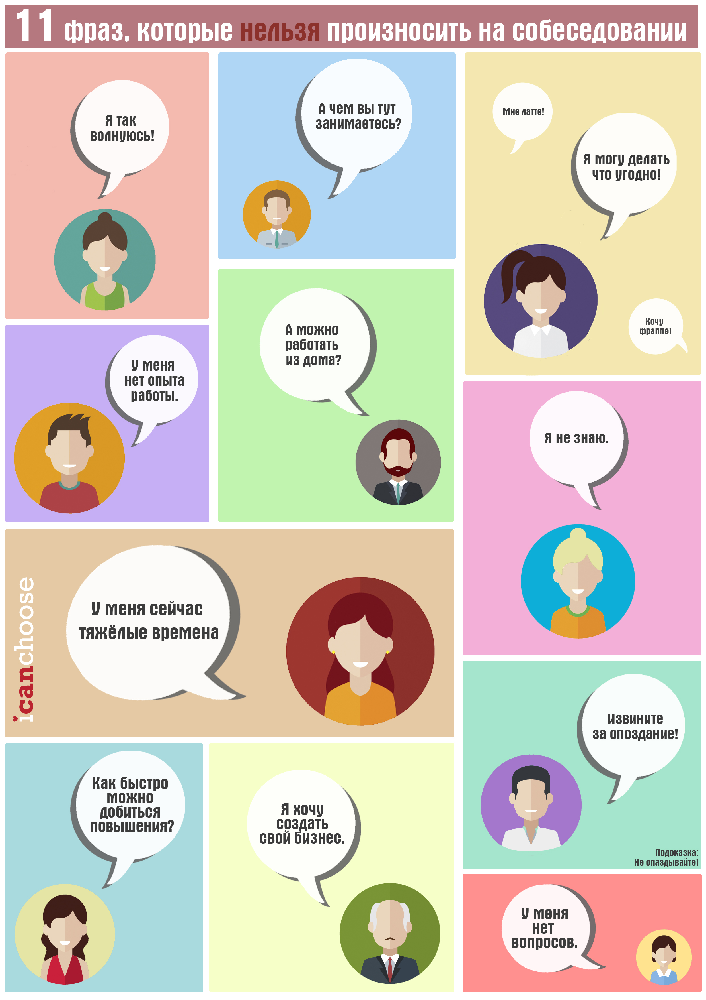 11 фраз, которые нельзя произносить на собеседовании
Я так
волнуюсь!
А чем вы тут
занимаетесь?
Мне латте!
Я могу делать
что угодно!
Хочу
фраппе!
У меня
нет опыта
работы.
А можно
работать
из дома?
Я не знаю.
У меня сейчас
тяжёлые времена
icanchoose
Извините
за опоздание!
Подсказка:
Не опаздывайте!
Как быстро
можно
добиться
повышения?
Я хочу
создать
свой бизнес.
У меня
нет
вопросов.